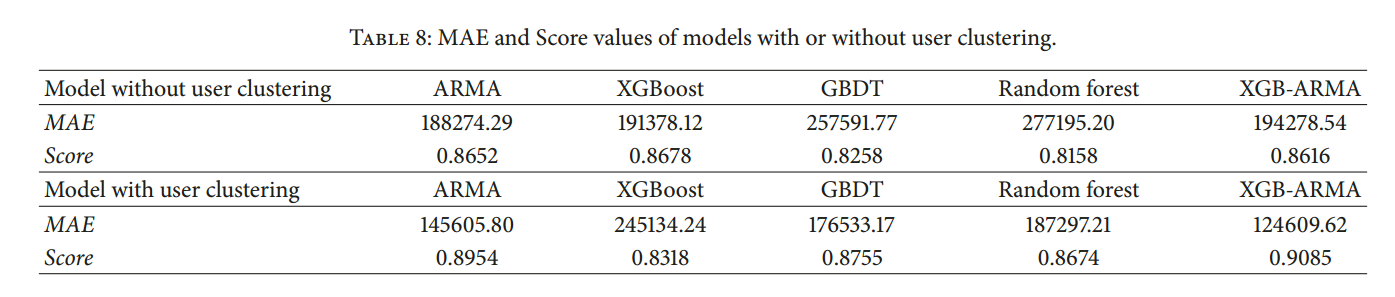 TABLE 8: MAE and Score values of models with or without user clustering.
Model without user clustering ARMA XGBoost GBDT Random forest XGB-ARMA
MAE 188274.29 191378.12 257591.77 277195.20 194278.54
Score 0.8652 0.8678 0.8258 0.8158 0.8616
Model with user clustering ARMA XGBoost GBDT Random forest XGB-ARMA
MAE 145605.80 245134.24 176533.17 187297.21 124609.62
Score 0.8954 0.8318 0.8755 0.8674 0.9085